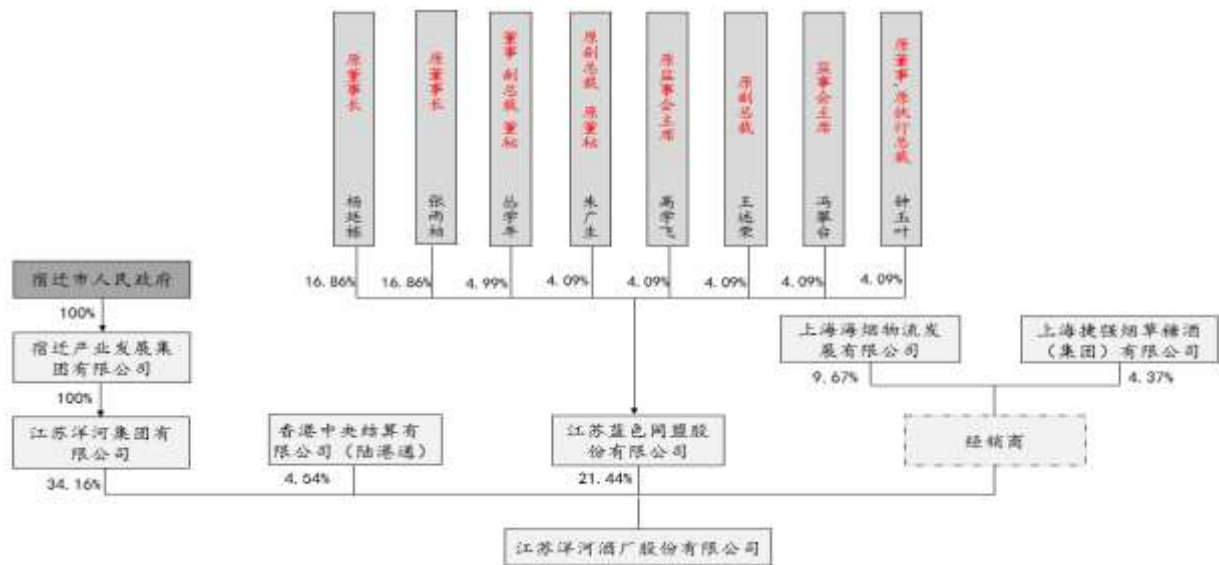 原董事长
杨廷栋
原董事长
张雨柏
董事 副总裁 董秘
丛学年
原副总裁 原董秘
朱广生
原监事会主席
高学飞
原副总裁
王述荣
监事会主席
冯攀台
原董事、原执行总裁
钟玉叶
16.86%
16.86%
4.99%
4.09%
4.09%
4.09%
4.09%
4.09%
宿迁市人民政府
100%
宿迁产业发展集
团有限公司
100%
江苏洋河集团有
限公司
34.16%
香港中央结算有
限公司（陆港通）
4.54%
江苏蓝色同盟股
份有限公司
21.44%
上海海烟物流发
展有限公司
9.67%
上海捷强烟草糖酒
（集团）有限公司
4.37%
经销商
江苏洋河酒厂股份有限公司